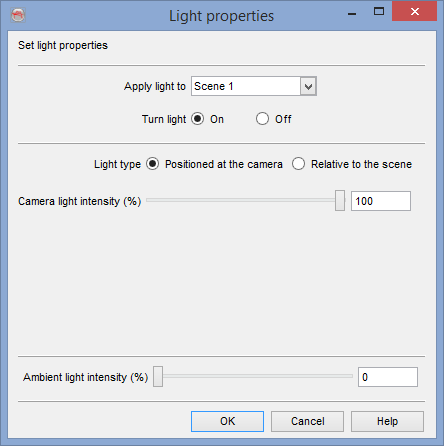 Light properties
Set light properties
Apply light to Scene 1
Turn light On Off
Light type Positioned at the camera Relative to the scene
Camera light intensity (%) 100
Ambient light intensity (%) 0
OK Cancel Help